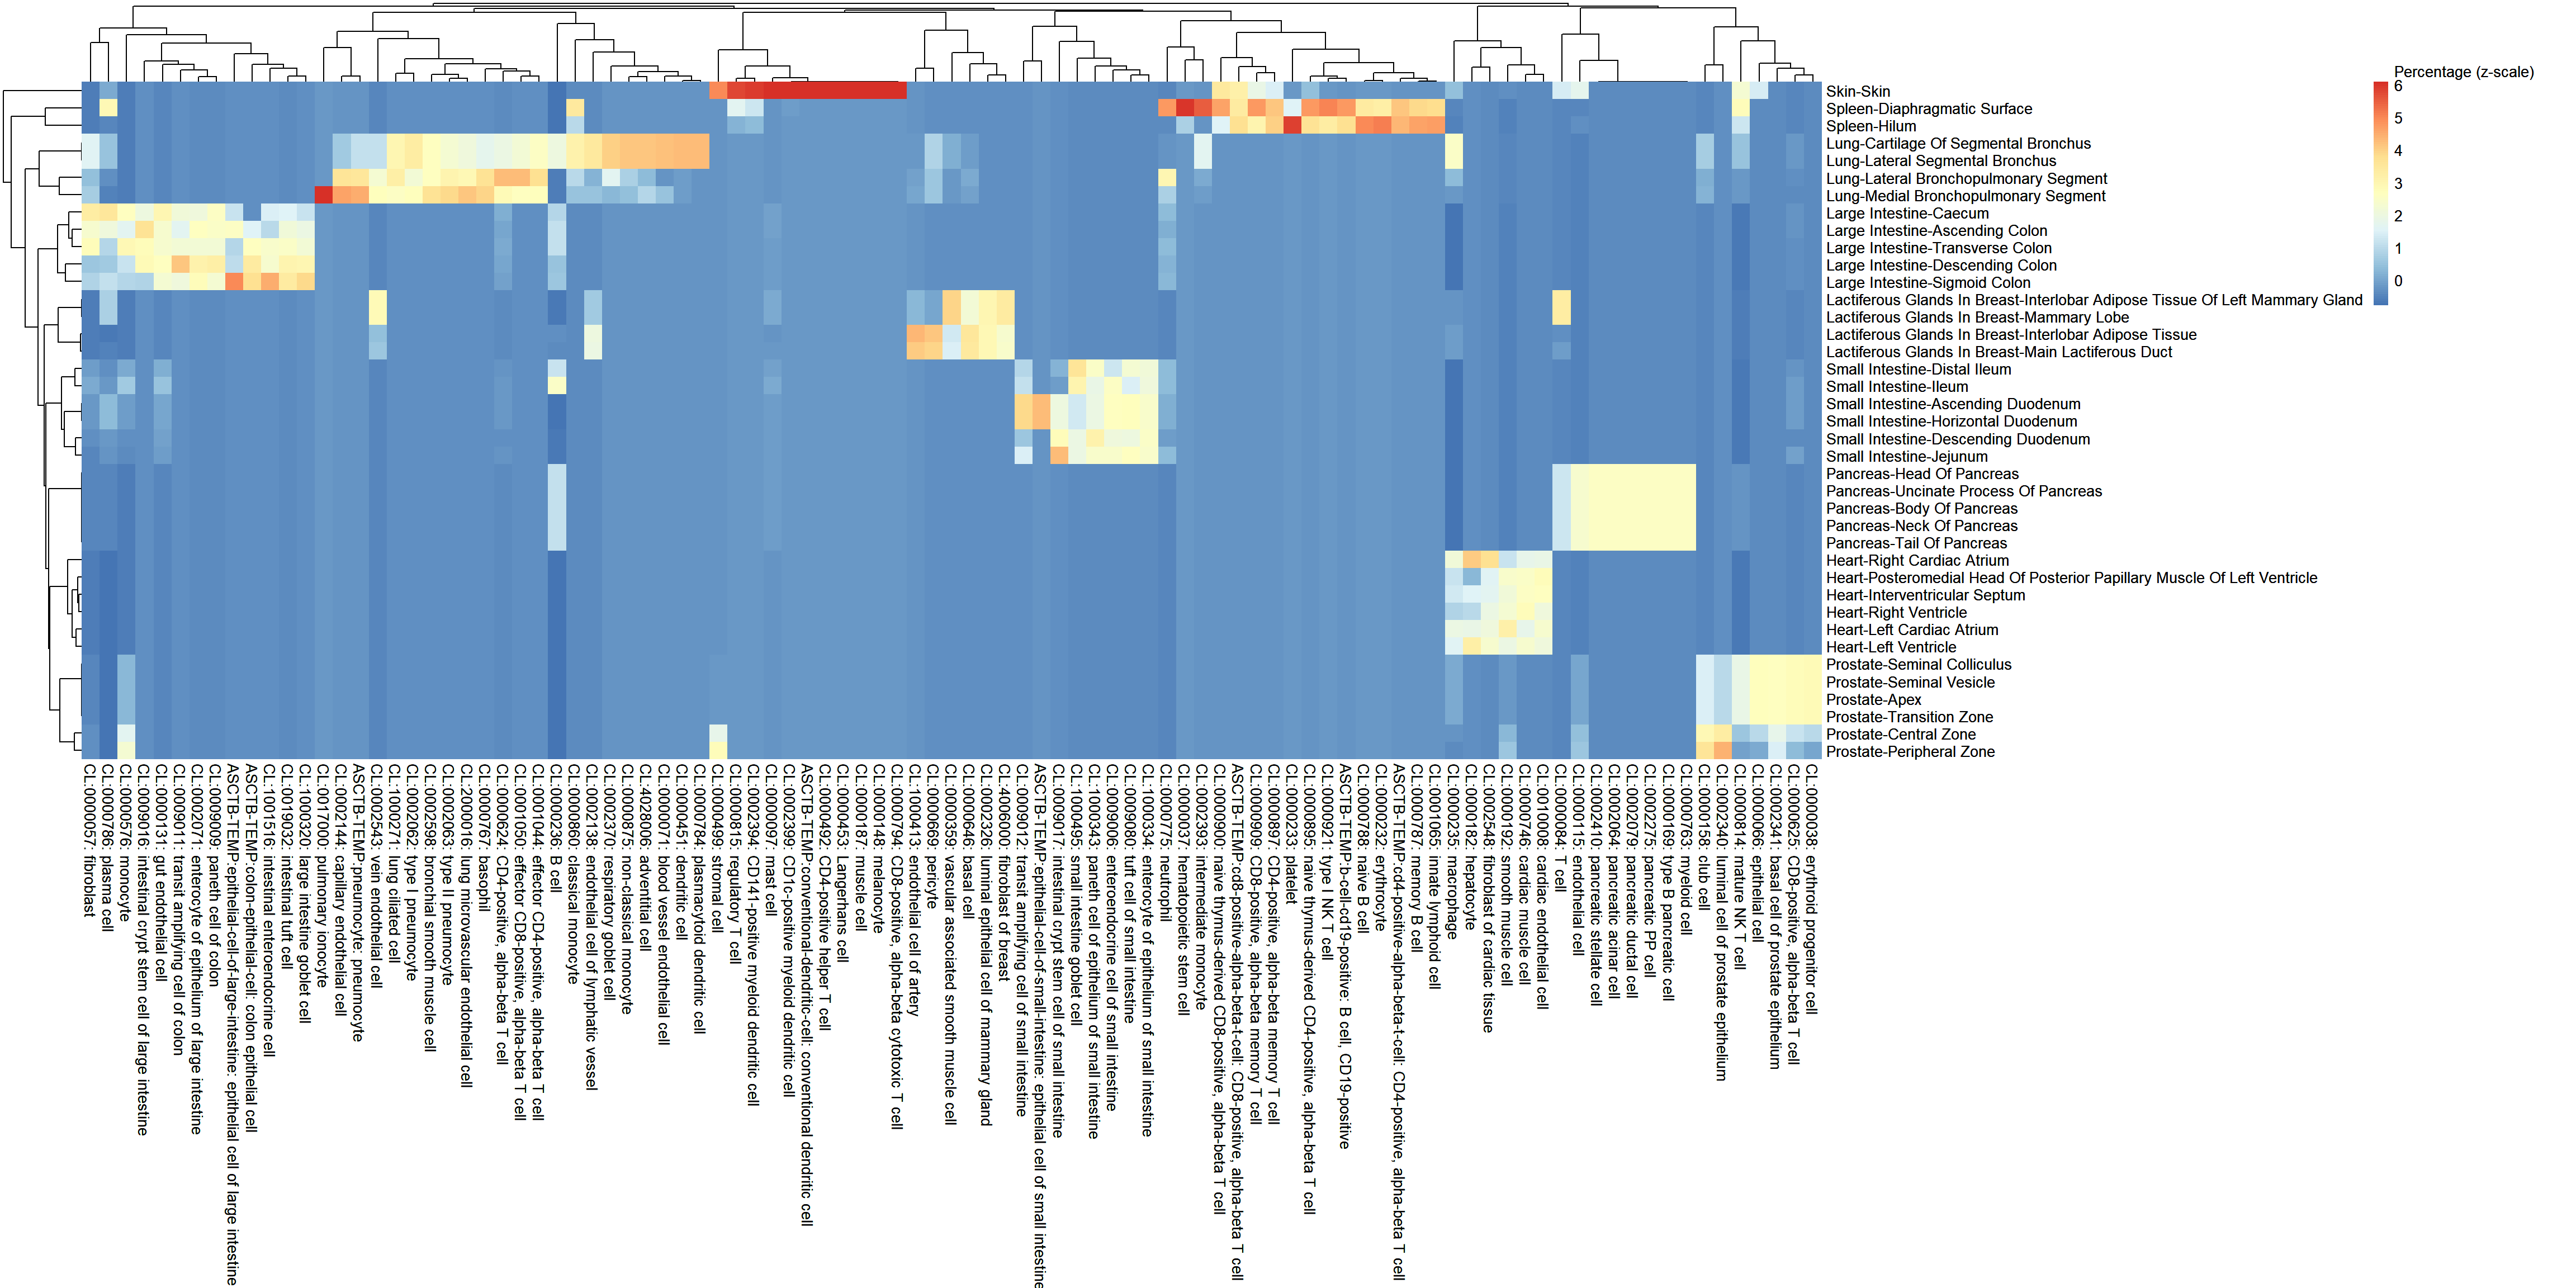 Percentage (z-scale)
6
5
4
3
2
1
0
Skin-Skin
Spleen-Diaphragmatic Surface
Spleen-Hilum
Lung-Cartilage Of Segmental Bronchus
Lung-Lateral Segmental Bronchus
Lung-Lateral Bronchopulmonary Segment
Lung-Medial Bronchopulmonary Segment
Large Intestine-Caecum
Large Intestine-Ascending Colon
Large Intestine-Transverse Colon
Large Intestine-Descending Colon
Large Intestine-Sigmoid Colon
Lactiferous Glands In Breast-Interlobar Adipose Tissue Of Left Mammary Gland
Lactiferous Glands In Breast-Mammary Lobe
Lactiferous Glands In Breast-Interlobar Adipose Tissue
Lactiferous Glands In Breast-Main Lactiferous Duct
Small Intestine-Distal Ileum
Small Intestine-Ileum
Small Intestine-Ascending Duodenum
Small Intestine-Horizontal Duodenum
Small Intestine-Descending Duodenum
Small Intestine-Jejunum
Pancreas-Head Of Pancreas
Pancreas-Uncinate Process Of Pancreas
Pancreas-Body Of Pancreas
Pancreas-Neck Of Pancreas
Pancreas-Tail Of Pancreas
Heart-Right Cardiac Atrium
Heart-Posteromedial Head Of Posterior Papillary Muscle Of Left Ventricle
Heart-Interventricular Septum
Heart-Right Ventricle
Heart-Left Cardiac Atrium
Heart-Left Ventricle
Prostate-Seminal Colliculus
Prostate-Seminal Vesicle
Prostate-Apex
Prostate-Transition Zone
Prostate-Central Zone
Prostate-Peripheral Zone
CL:0000057: fibroblast
CL:0000786: plasma cell
CL:0000576: monocyte
CL:0009016: intestinal crypt stem cell of large intestine
CL:0000131: gut endothelial cell
CL:0009011: transit amplifying cell of colon
CL:0002071: enterocyte of epithelium of large intestine
CL:0009009: paneth cell of colon
ASCTB-TEMP:epithelial-cell-of-large-intestine: epithelial cell of large intestine
ASCTB-TEMP:colon-epithelial-cell: colon epithelial cell
CL:1001516: intestinal enteroendocrine cell
CL:0019032: intestinal tuft cell
CL:1000320: large intestine goblet cell
CL:0017000: pulmonary ionocyte
CL:0002144: capillary endothelial cell
ASCTB-TEMP:pneumocyte: pneumocyte
CL:0002543: vein endothelial cell
CL:1000271: lung ciliated cell
CL:0002062: type I pneumocyte
CL:0002598: bronchial smooth muscle cell
CL:0002063: type II pneumocyte
CL:2000016: lung microvascular endothelial cell
CL:0000767: basophil
CL:0000624: CD4-positive, alpha-beta T cell
CL:0001050: effector CD8-positive, alpha-beta T cell
CL:0001044: effector CD4-positive, alpha-beta T cell
CL:0000236: B cell
CL:0000860: classical monocyte
CL:0002138: endothelial cell of lymphatic vessel
CL:0002370: respiratory goblet cell
CL:0000875: non-classical monocyte
CL:4028006: adventitial cell
CL:0000071: blood vessel endothelial cell
CL:0000451: dendritic cell
CL:0000784: plasmacytoid dendritic cell
CL:0000499: stromal cell
CL:0000815: regulatory T cell
CL:0002394: CD141-positive myeloid dendritic cell
CL:0000097: mast cell
CL:0002399: CD1c-positive myeloid dendritic cell
ASCTB-TEMP:conventional-dendritic-cell: conventional dendritic cell
CL:0000492: CD4-positive helper T cell
CL:0000453: Langerhans cell
CL:0000187: muscle cell
CL:0000148: melanocyte
CL:0000794: CD8-positive, alpha-beta cytotoxic T cell
CL:1000413: endothelial cell of artery
CL:0000669: pericyte
CL:0000359: vascular associated smooth muscle cell
CL:0000646: basal cell
CL:0002326: luminal epithelial cell of mammary gland
CL:4006000: fibroblast of breast
CL:0009012: transit amplifying cell of small intestine
ASCTB-TEMP:epithelial-cell-of-small-intestine: epithelial cell of small intestine
CL:0009017: intestinal crypt stem cell of small intestine
CL:1000495: small intestine goblet cell
CL:1000343: paneth cell of epithelium of small intestine
CL:0009006: enteroendocrine cell of small intestine
CL:0009080: tuft cell of small intestine
CL:1000334: enterocyte of epithelium of small intestine
CL:0000775: neutrophil
CL:0000037: hematopoietic stem cell
CL:0002393: intermediate monocyte
CL:0000900: naive thymus-derived CD8-positive, alpha-beta T cell
ASCTB-TEMP:cd8-positive-alpha-beta-t-cell: CD8-positive, alpha-beta T cell
CL:0000909: CD8-positive, alpha-beta memory T cell
CL:0000897: CD4-positive, alpha-beta memory T cell
CL:0000233: platelet
CL:0000895: naive thymus-derived CD4-positive, alpha-beta T cell
CL:0000921: type I NK T cell
ASCTB-TEMP:b-cell-cd19-positive: B cell, CD19-positive
CL:0000788: naive B cell
CL:0000232: erythrocyte
ASCTB-TEMP:cd4-positive-alpha-beta-t-cell: CD4-positive, alpha-beta T cell
CL:0000787: memory B cell
CL:0001065: innate lymphoid cell
CL:0000235: macrophage
CL:0000182: hepatocyte
CL:0002548: fibroblast of cardiac tissue
CL:0000192: smooth muscle cell
CL:0000746: cardiac muscle cell
CL:0010008: cardiac endothelial cell
CL:0000084: T cell
CL:0000115: endothelial cell
CL:0002410: pancreatic stellate cell
CL:0002064: pancreatic acinar cell
CL:0002079: pancreatic ductal cell
CL:0002275: pancreatic PP cell
CL:0000169: type B pancreatic cell
CL:0000763: myeloid cell
CL:0000158: club cell
CL:0002340: luminal cell of prostate epithelium
CL:0000814: mature NK T cell
CL:0000066: epithelial cell
CL:0002341: basal cell of prostate epithelium
CL:0000625: CD8-positive, alpha-beta T cell
CL:0000038: erythroid progenitor cell